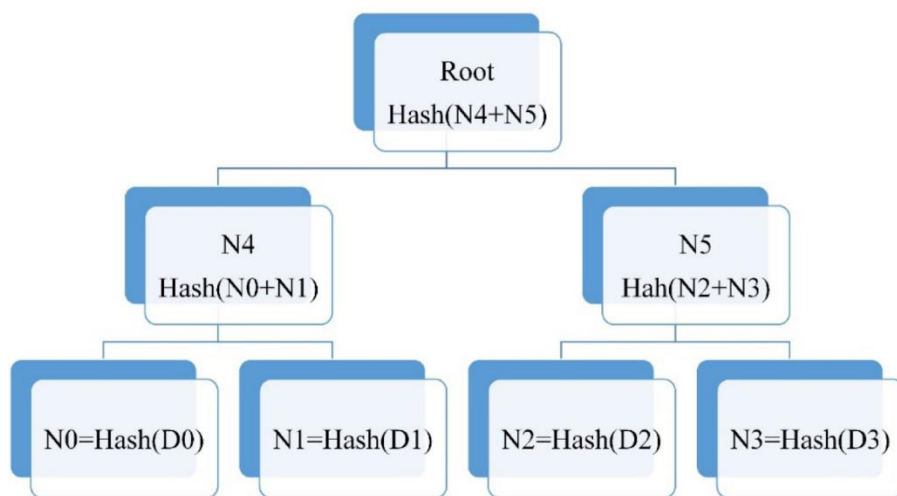 Root
Hash(N4+N5)
N4
Hash(N0+N1)
N5
Hah(N2+N3)
N0=Hash(D0)
N1=Hash(D1)
N2=Hash(D2)
N3=Hash(D3)